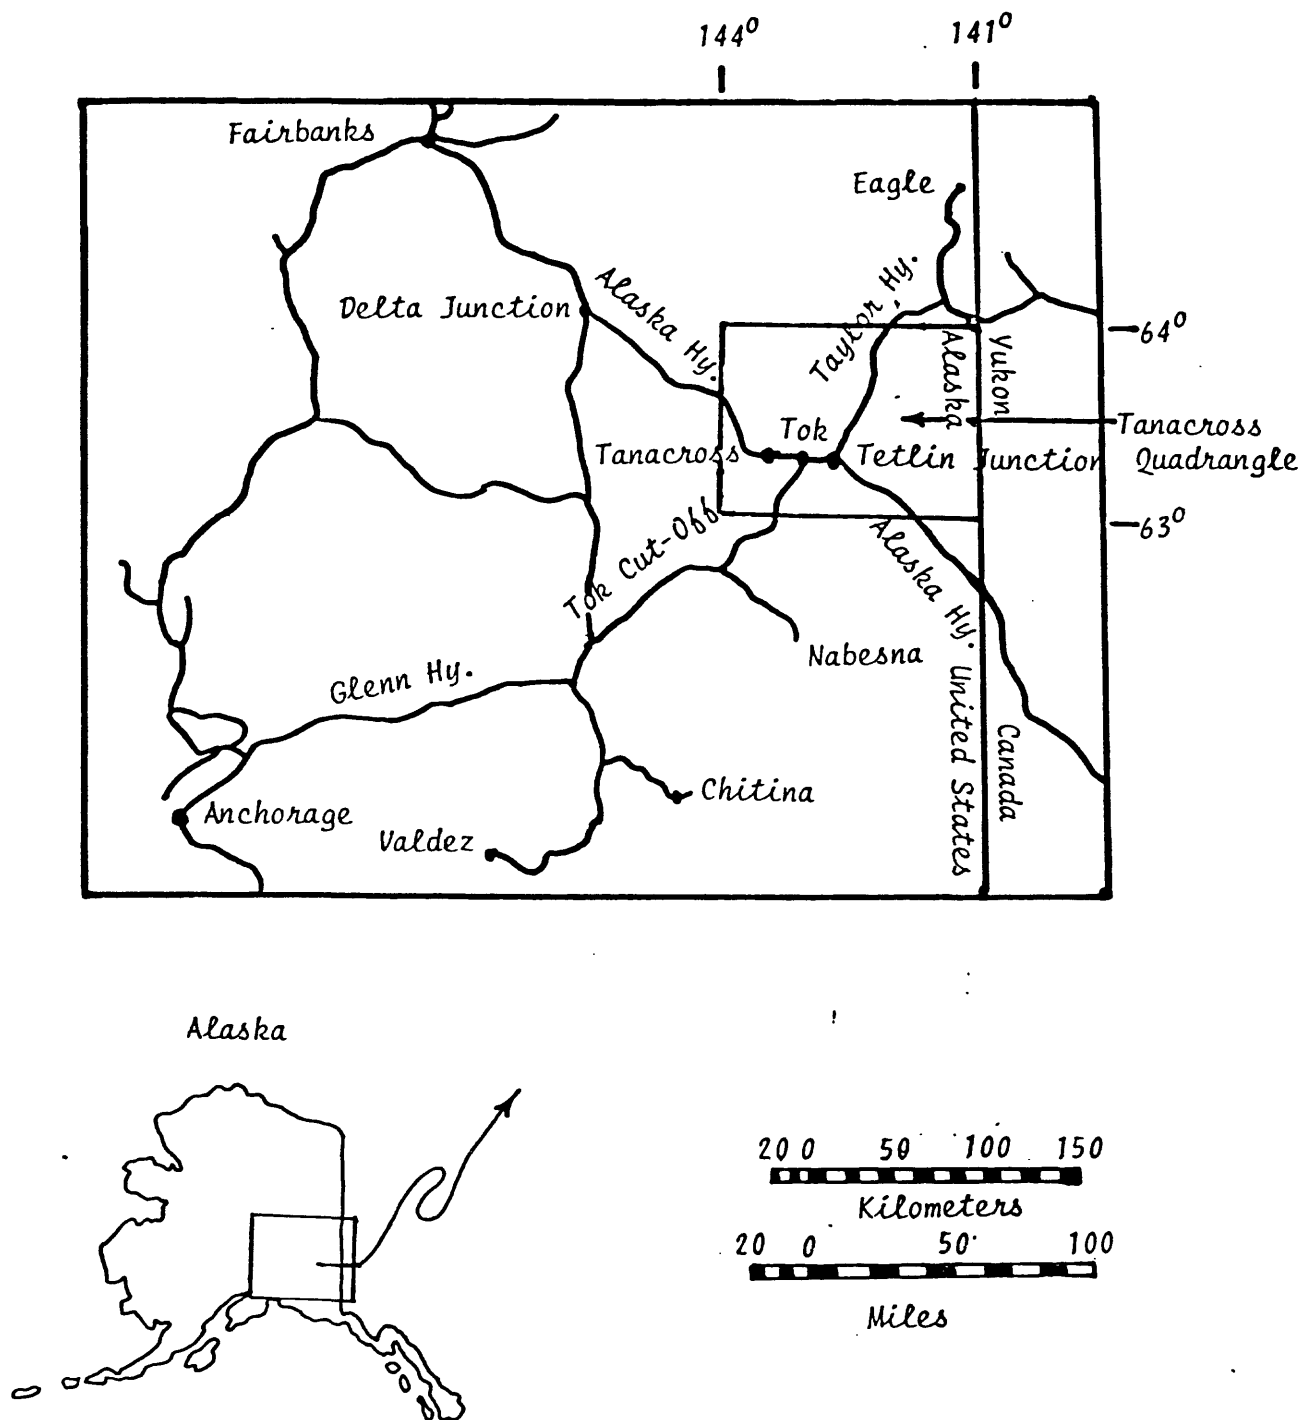 144° 141°
Fairbanks
Eagle
Alaska Hy.
Taylor Hy.
Delta Junction
64°
Alaska
Yukon
Tok
Tanacross
Tetlin Junction
Tanacross
Quadrangle
63°
Tok Cut-Off
Alaska Hy.
Nabesna
Glenn Hy.
United States
Canada
Chitina
Anchorage
Valdez
Alaska
20 0 50 100 150
Kilometers
20 0 50 100
Miles